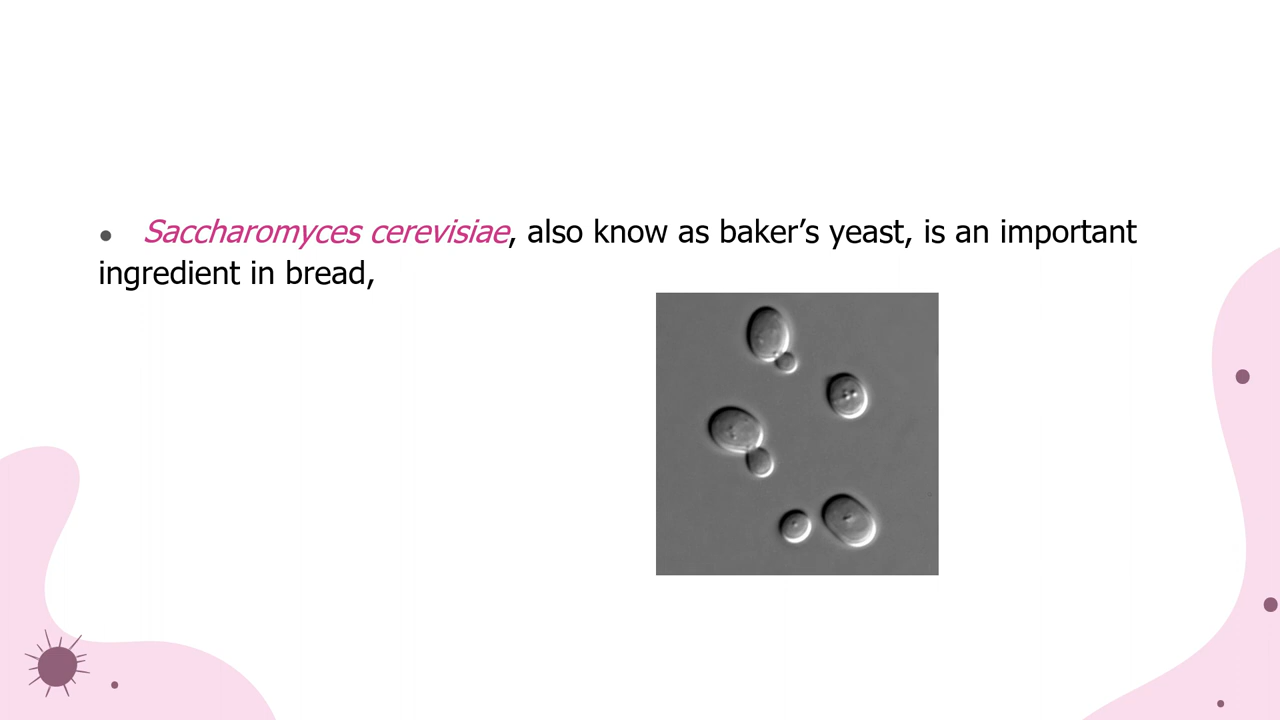 ● Saccharomyces cerevisiae, also know as baker’s yeast, is an important
ingredient in bread,